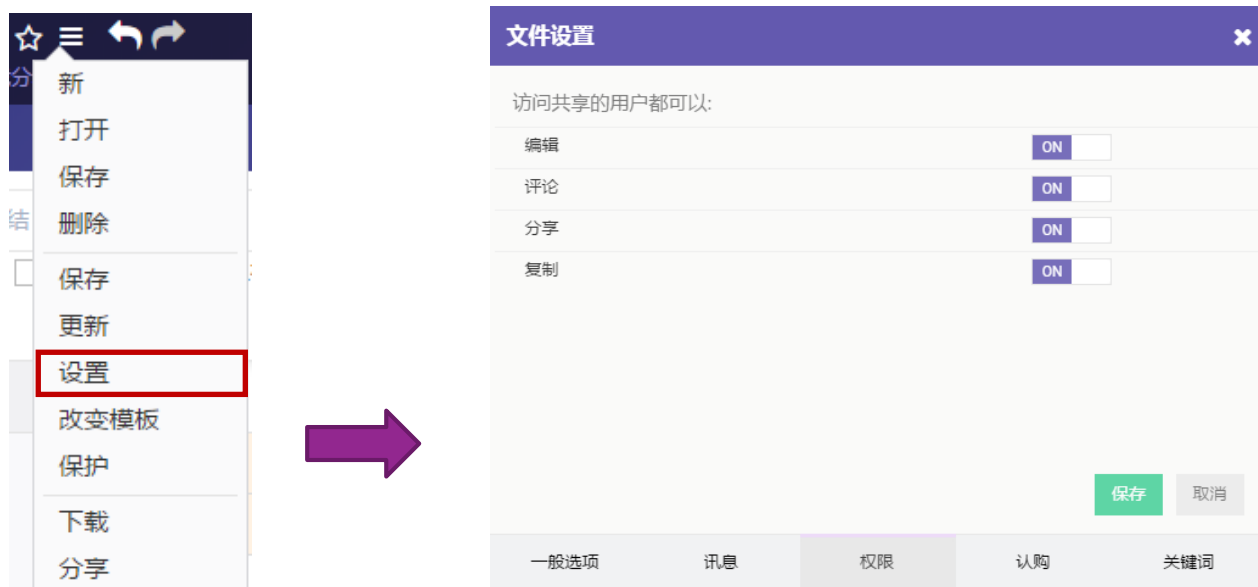 分
新
打开
保存
结
删除
保存
更新
设置
改变模板
保护
下载
分享
文件设置
访问共享的用户都可以:
编辑 ON
评论 ON
分享 ON
复制 ON
保存 取消
一般选项 讯息 权限 认购 关键词